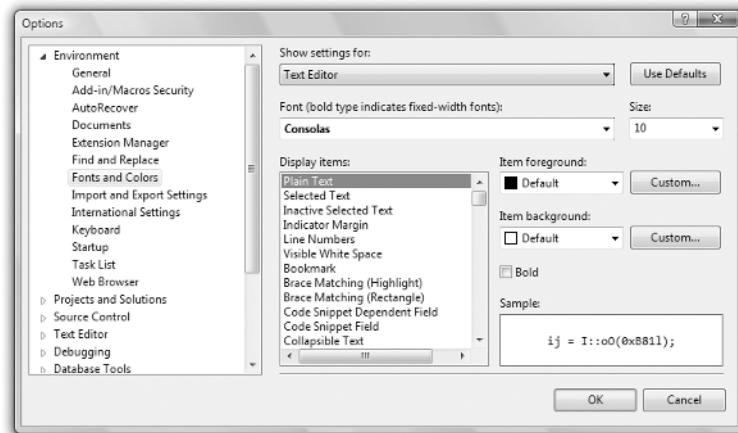 Options
Environment
General
Add-in/Macros Security
AutoRecover
Documents
Extension Manager
Find and Replace
Fonts and Colors
Import and Export Settings
International Settings
Keyboard
Startup
Task List
Web Browser
Projects and Solutions
Source Control
Text Editor
Debugging
Database Tools
Show settings for:
Text Editor
Use Defaults
Font (bold type indicates fixed-width fonts):
Size:
Consolas
10
Display items:
Plain Text
Selected Text
Inactive Selected Text
Indicator Margin
Line Numbers
Visible White Space
Bookmark
Brace Matching (Highlight)
Brace Matching (Rectangle)
Code Snippet Dependent Field
Code Snippet Field
Collapsible Text
Item foreground:
Default
Custom...
Item background:
Default
Custom...
Bold
Sample:
ij = I::oO(0xB81l);
OK
Cancel